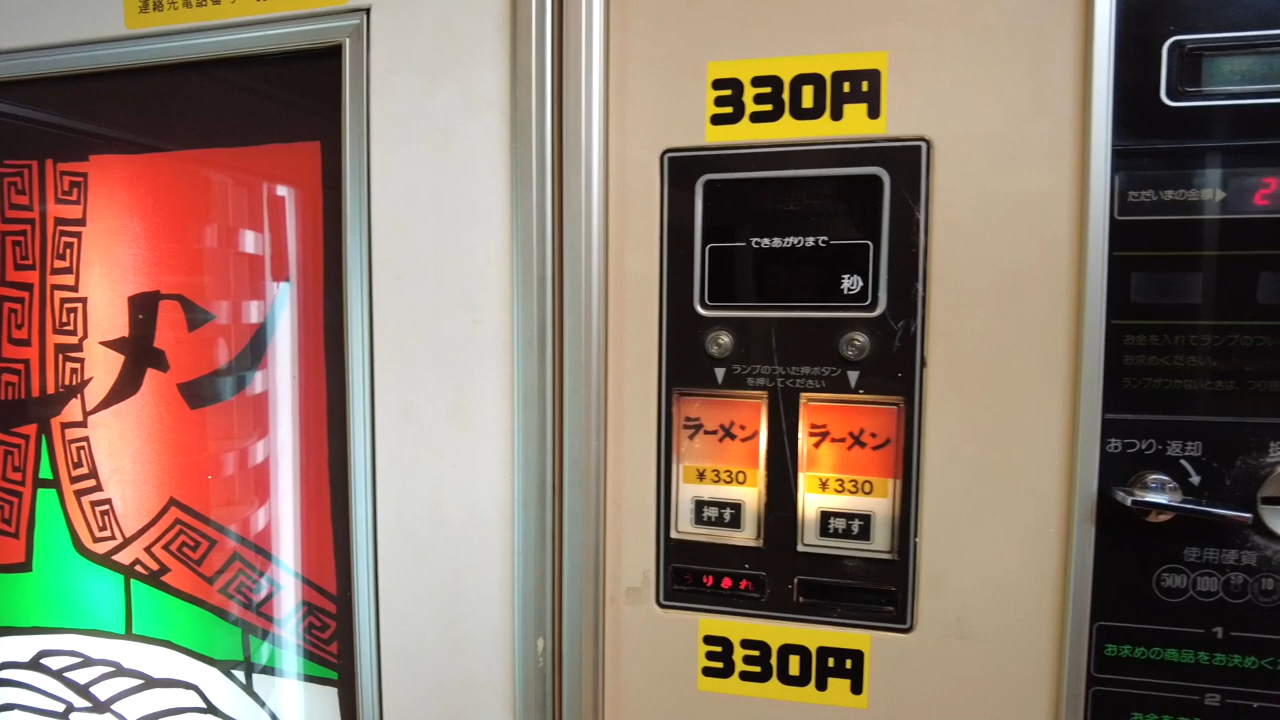 連絡先電話番号
メン
330円
できあがりまで
秒
ランプのついた押ボタン
を押してください
ラーメン
¥330
押す
ラーメン
¥330
押す
うりきれ
330円
ただいまの金額▶
2
お金を入れてランプのつい
お求めください。
ランプがつかないときは、つり
おつり・返却
使用硬貨
500 100 50 10
1
お求めの商品をお決めく
2